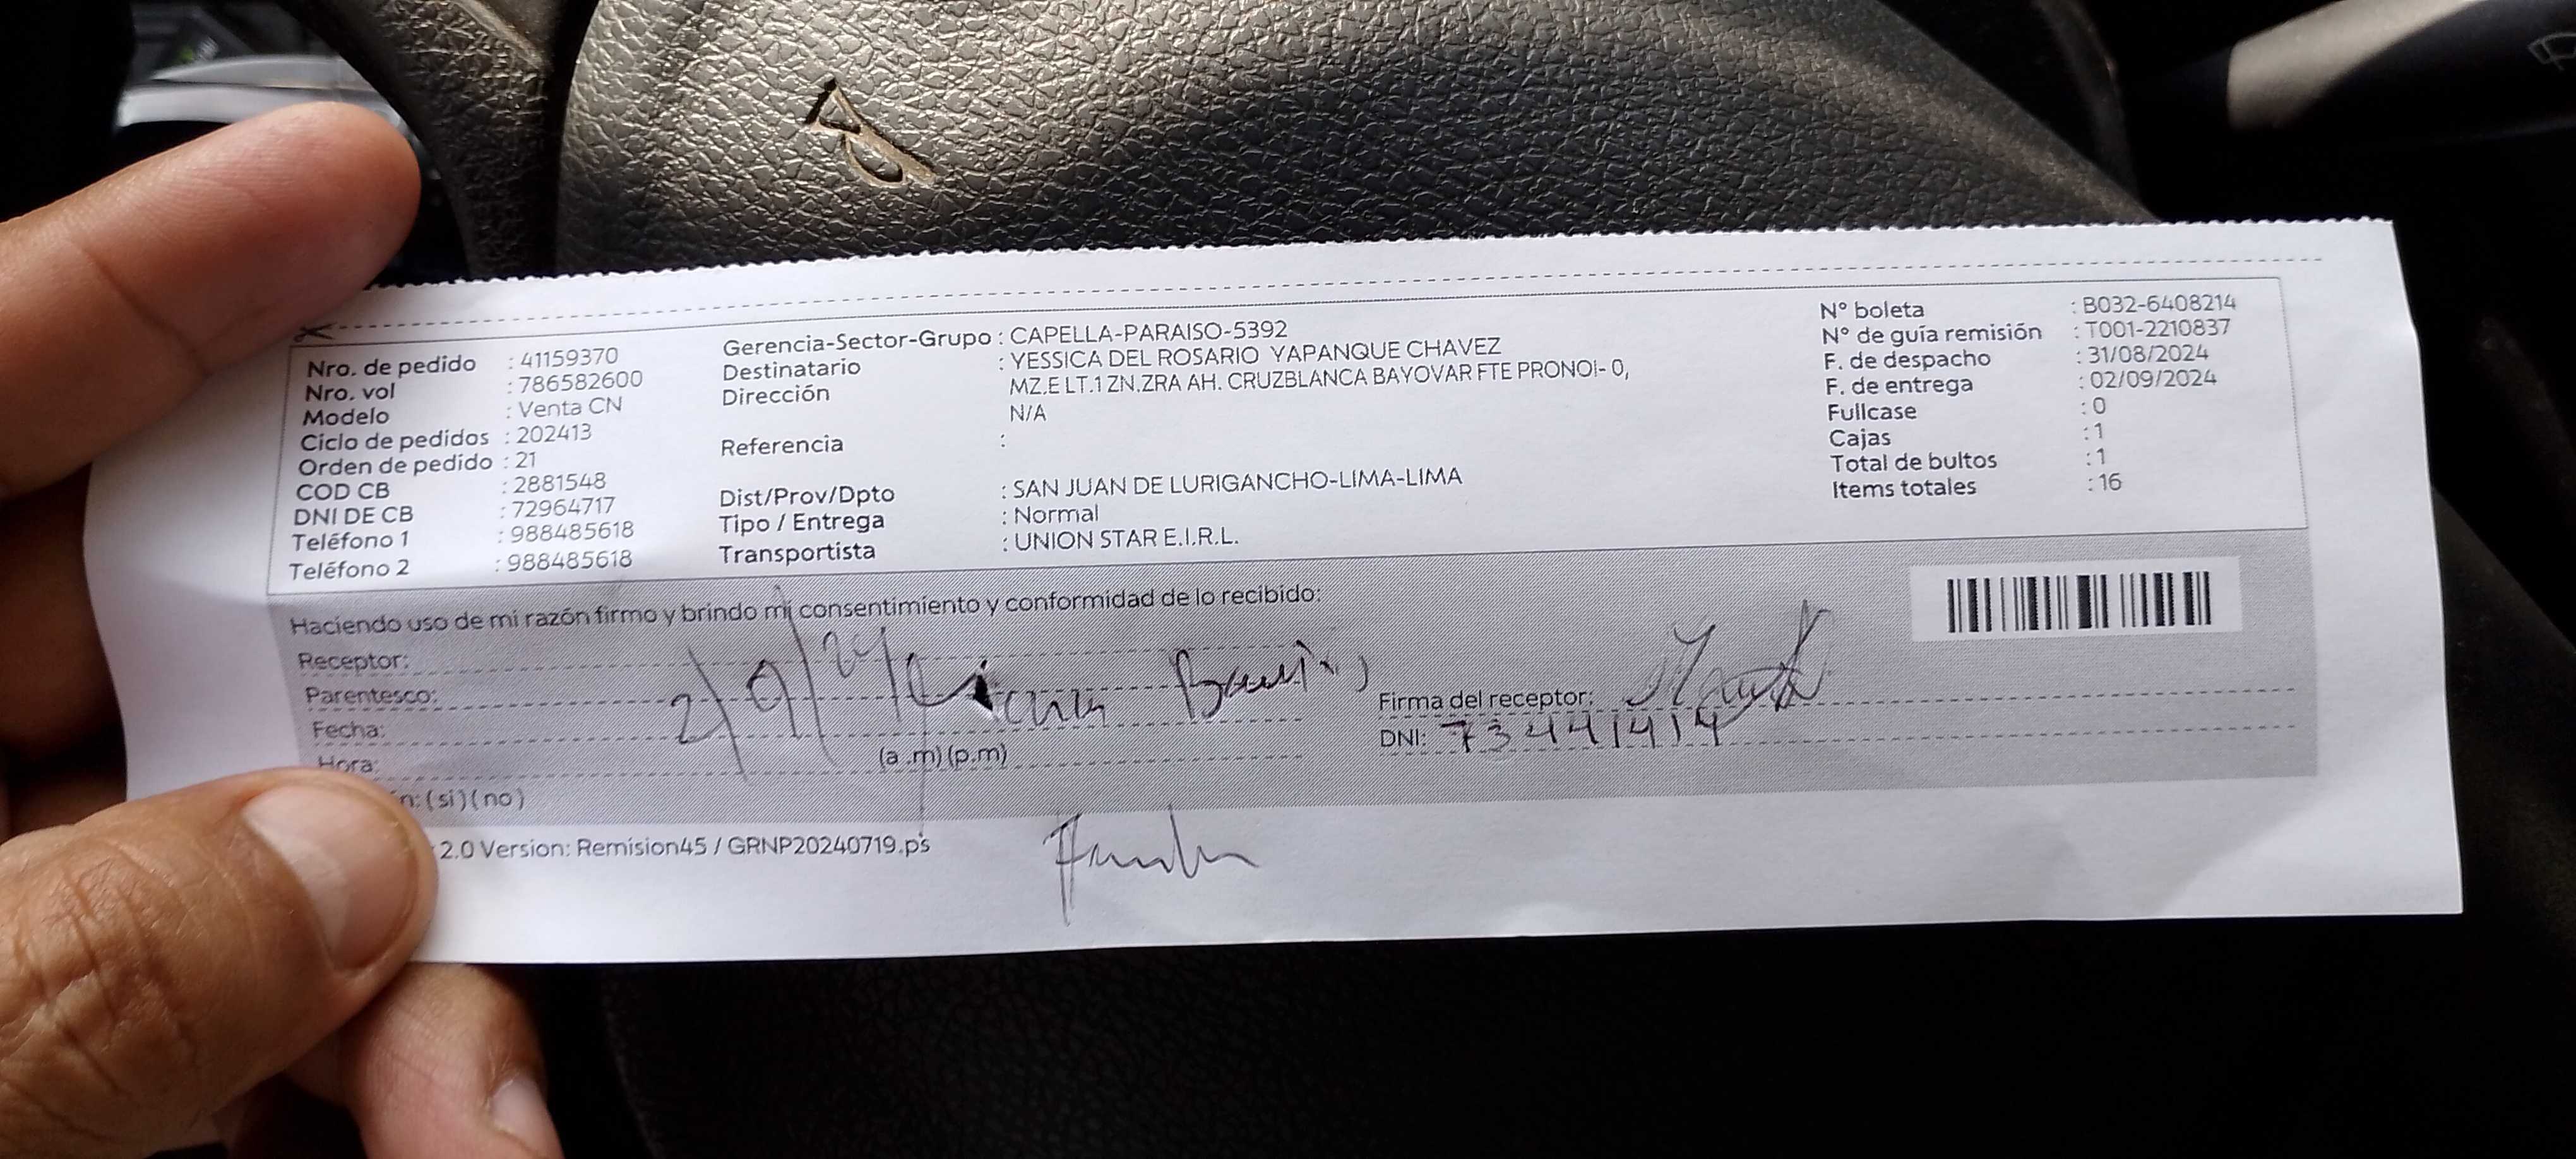 Nro. de pedido : 41159370
Nro. vol : 786582600
Modelo : Venta CN
Ciclo de pedidos : 202413
Orden de pedido : 21
COD CB : 2881548
DNI DE CB : 72964717
Teléfono 1 : 988485618
Teléfono 2 : 988485618
Gerencia-Sector-Grupo : CAPELLA-PARAISO-5392
Destinatario : YESSICA DEL ROSARIO YAPANQUE CHAVEZ
Dirección MZ.E LT.1 ZN.ZRA AH. CRUZBLANCA BAYOVAR FTE PRONOI- 0,
N/A
Referencia :
Dist/Prov/Dpto : SAN JUAN DE LURIGANCHO-LIMA-LIMA
Tipo / Entrega : Normal
Transportista : UNION STAR E.I.R.L.
Nº boleta : B032-6408214
Nº de guía remisión : T001-2210837
F. de despacho : 31/08/2024
F. de entrega : 02/09/2024
Fullcase : 0
Cajas : 1
Total de bultos : 1
Items totales : 16
Haciendo uso de mi razón firmo y brindo mi consentimiento y conformidad de lo recibido:
Receptor:
Parentesco:
Fecha: 2/9/24
Hora: (a .m) (p.m)
n: ( si ) ( no )
Firma del receptor:
DNI: 73441414
2.0 Version: Remision45 / GRNP20240719.ps